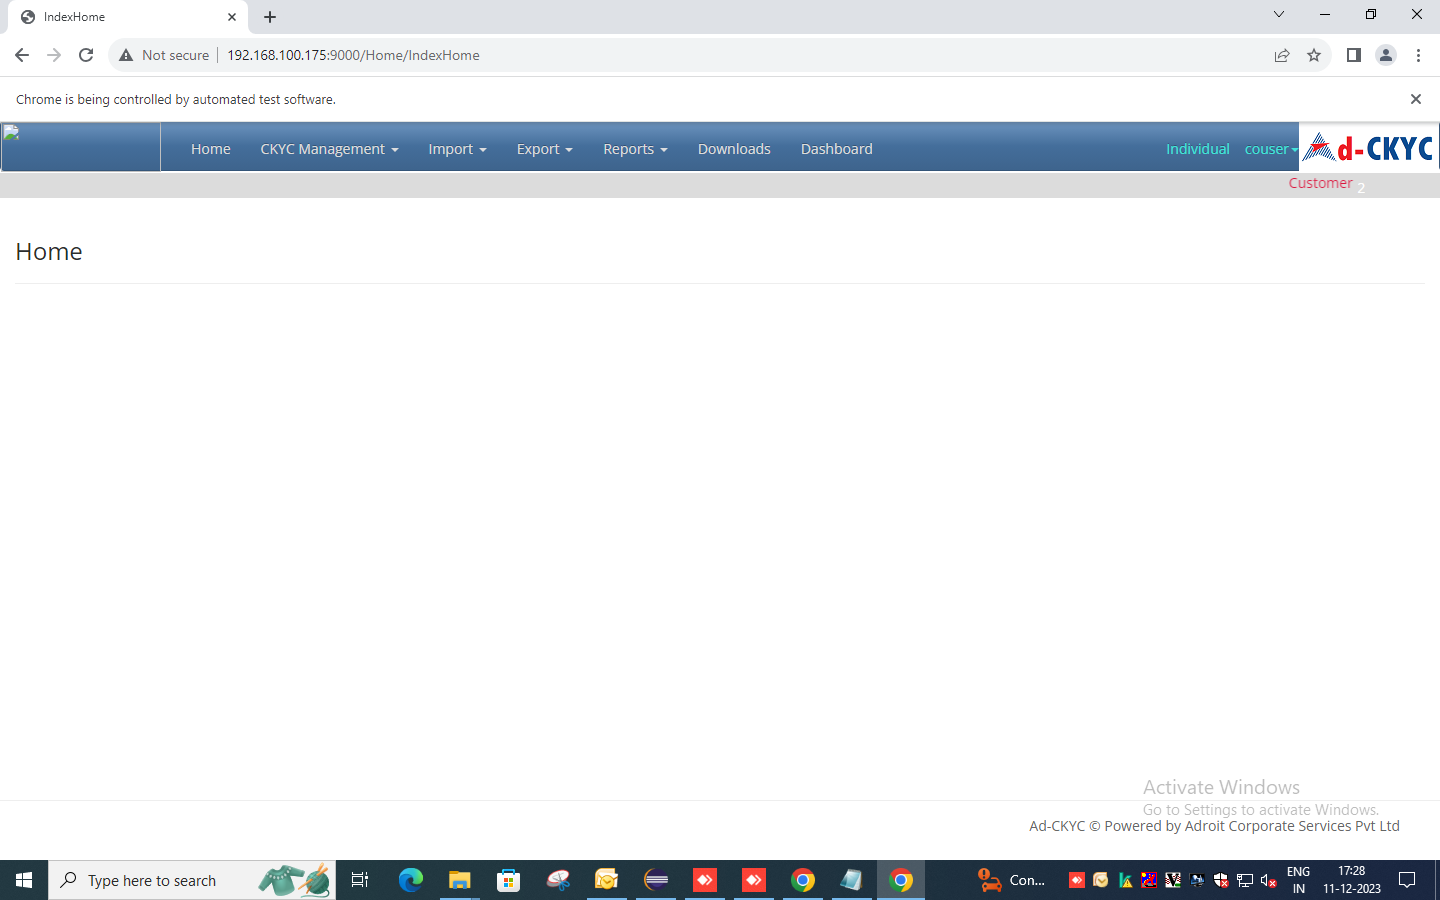 IndexHome
Not secure
192.168.100.175:9000/Home/IndexHome
Chrome is being controlled by automated test software.
Home
CKYC Management
Import
Export
Reports
Downloads
Dashboard
Individual
couser
d-CKYC
Customer
2
Home
Activate Windows
Go to Settings to activate Windows.
Ad-CKYC © Powered by Adroit Corporate Services Pvt Ltd
Type here to search
Con...
ENG
IN
17:28
11-12-2023